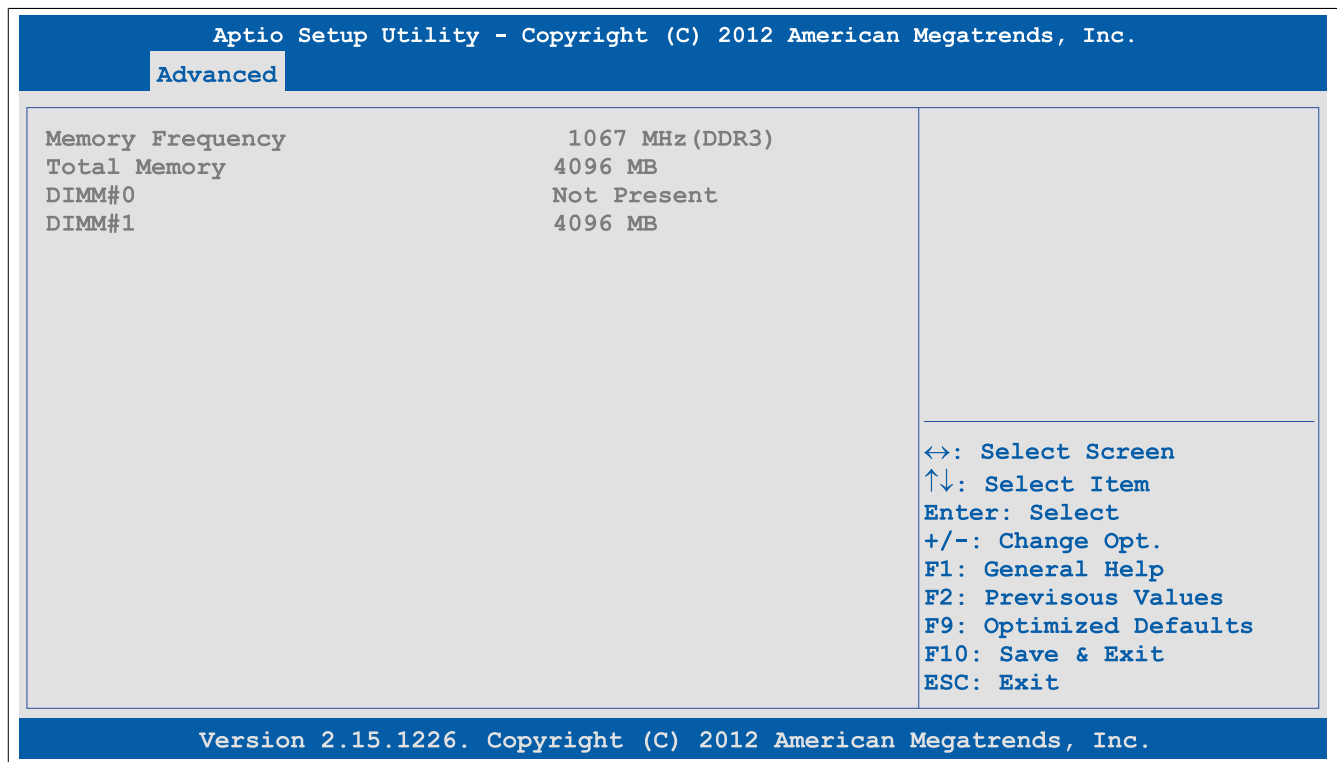 Aptio Setup Utility - Copyright (C) 2012 American Megatrends, Inc.
Advanced
Memory Frequency 1067 MHz(DDR3)
Total Memory 4096 MB
DIMM#0 Not Present
DIMM#1 4096 MB
↔: Select Screen
↑↓: Select Item
Enter: Select
+/-: Change Opt.
F1: General Help
F2: Previsous Values
F9: Optimized Defaults
F10: Save & Exit
ESC: Exit
Version 2.15.1226. Copyright (C) 2012 American Megatrends, Inc.